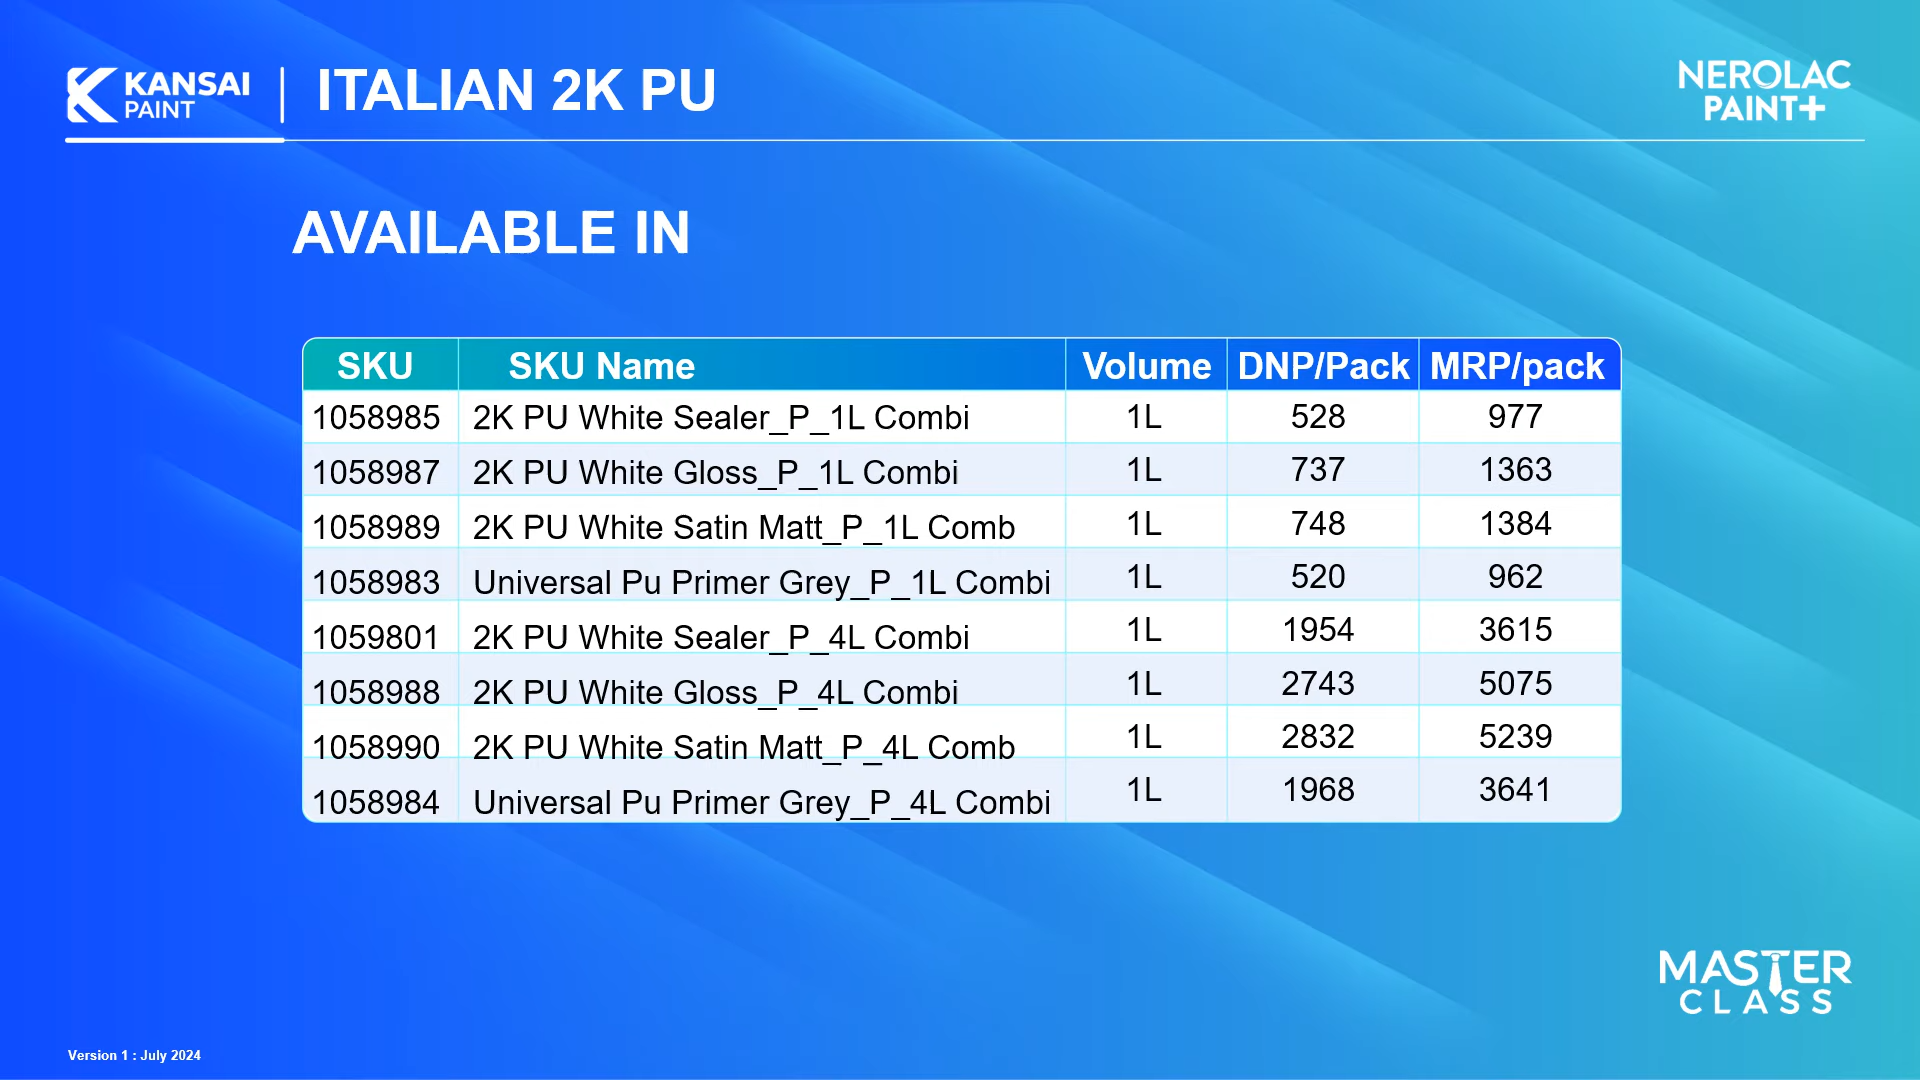 KANSAI
PAINT
ITALIAN 2K PU
NEROLAC
PAINT+
AVAILABLE IN
SKU SKU Name Volume DNP/Pack MRP/pack
1058985 2K PU White Sealer_P_1L Combi 1L 528 977
1058987 2K PU White Gloss_P_1L Combi 1L 737 1363
1058989 2K PU White Satin Matt_P_1L Comb 1L 748 1384
1058983 Universal Pu Primer Grey_P_1L Combi 1L 520 962
1059801 2K PU White Sealer_P_4L Combi 1L 1954 3615
1058988 2K PU White Gloss_P_4L Combi 1L 2743 5075
1058990 2K PU White Satin Matt_P_4L Comb 1L 2832 5239
1058984 Universal Pu Primer Grey_P_4L Combi 1L 1968 3641
MASTER
CLASS
Version 1 : July 2024